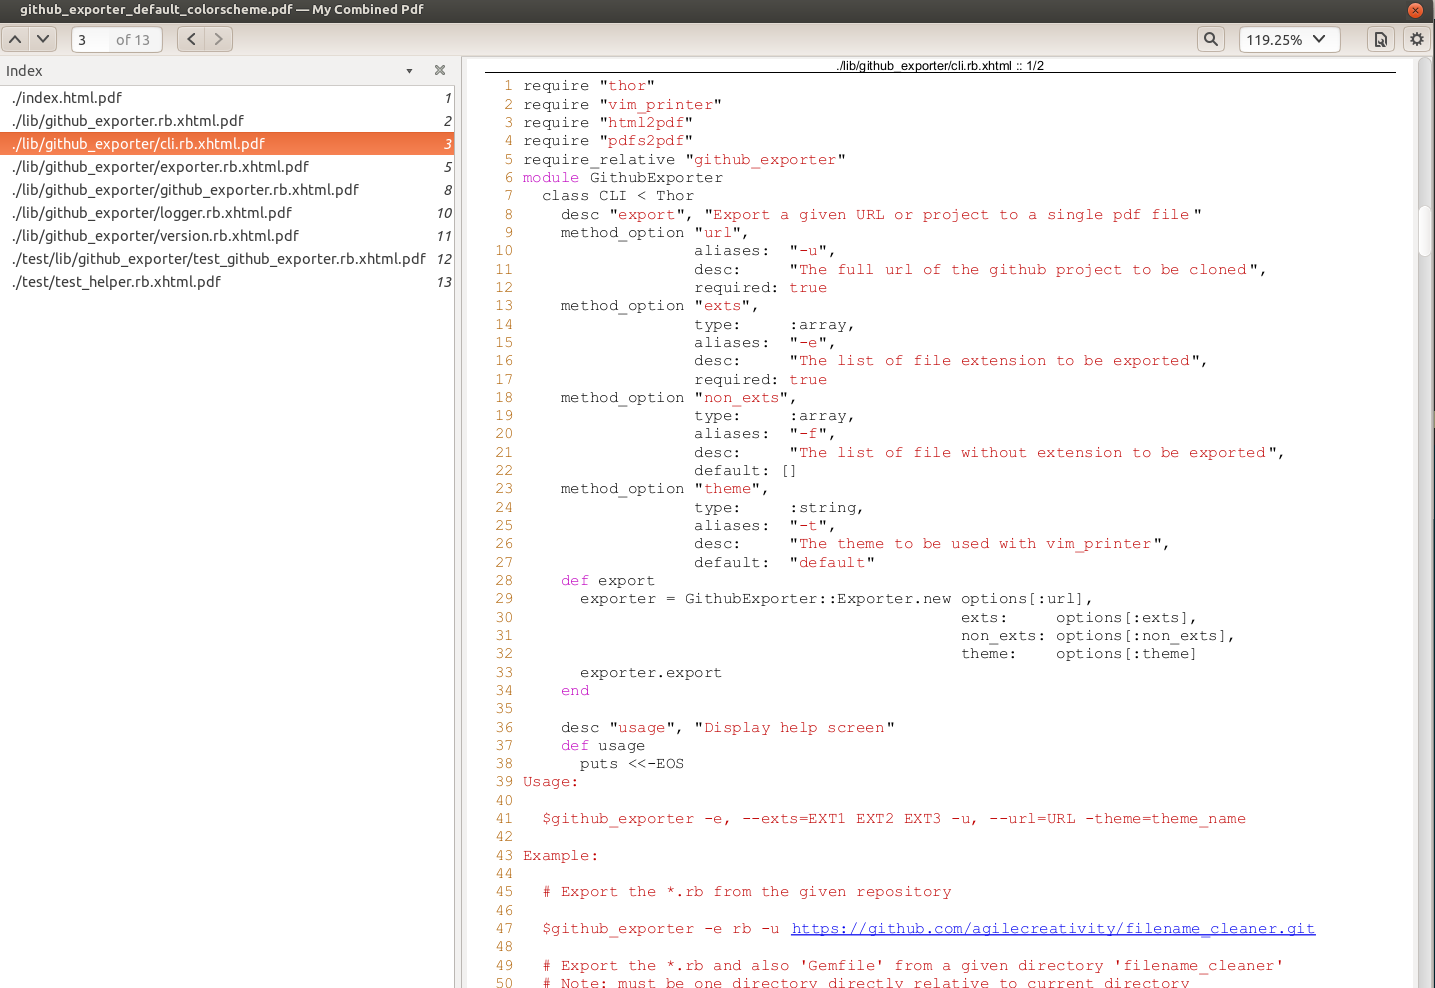 github_exporter_default_colorscheme.pdf — My Combined Pdf
3 of 13
119.25%
Index
./index.html.pdf 1
./lib/github_exporter.rb.xhtml.pdf 2
./lib/github_exporter/cli.rb.xhtml.pdf 3
./lib/github_exporter/exporter.rb.xhtml.pdf 5
./lib/github_exporter/github_exporter.rb.xhtml.pdf 8
./lib/github_exporter/logger.rb.xhtml.pdf 10
./lib/github_exporter/version.rb.xhtml.pdf 11
./test/lib/github_exporter/test_github_exporter.rb.xhtml.pdf 12
./test/test_helper.rb.xhtml.pdf 13
./lib/github_exporter/cli.rb.xhtml :: 1/2
1 require "thor"
2 require "vim_printer"
3 require "html2pdf"
4 require "pdfs2pdf"
5 require_relative "github_exporter"
6 module GithubExporter
7   class CLI < Thor
8     desc "export", "Export a given URL or project to a single pdf file"
9     method_option "url",
10                   aliases:  "-u",
11                   desc:     "The full url of the github project to be cloned",
12                   required: true
13     method_option "exts",
14                   type:     :array,
15                   aliases:  "-e",
16                   desc:     "The list of file extension to be exported",
17                   required: true
18     method_option "non_exts",
19                   type:     :array,
20                   aliases:  "-f",
21                   desc:     "The list of file without extension to be exported",
22                   default: []
23     method_option "theme",
24                   type:     :string,
25                   aliases:  "-t",
26                   desc:     "The theme to be used with vim_printer",
27                   default:  "default"
28     def export
29       exporter = GithubExporter::Exporter.new options[:url],
30                                               exts:     options[:exts],
31                                               non_exts: options[:non_exts],
32                                               theme:    options[:theme]
33       exporter.export
34     end
35
36     desc "usage", "Display help screen"
37     def usage
38       puts <<-EOS
39 Usage:
40
41   $github_exporter -e, --exts=EXT1 EXT2 EXT3 -u, --url=URL -theme=theme_name
42
43 Example:
44
45   # Export the *.rb from the given repository
46
47   $github_exporter -e rb -u https://github.com/agilecreativity/filename_cleaner.git
48
49   # Export the *.rb and also 'Gemfile' from a given directory 'filename_cleaner'
50   # Note: must be one directory directly relative to current directory